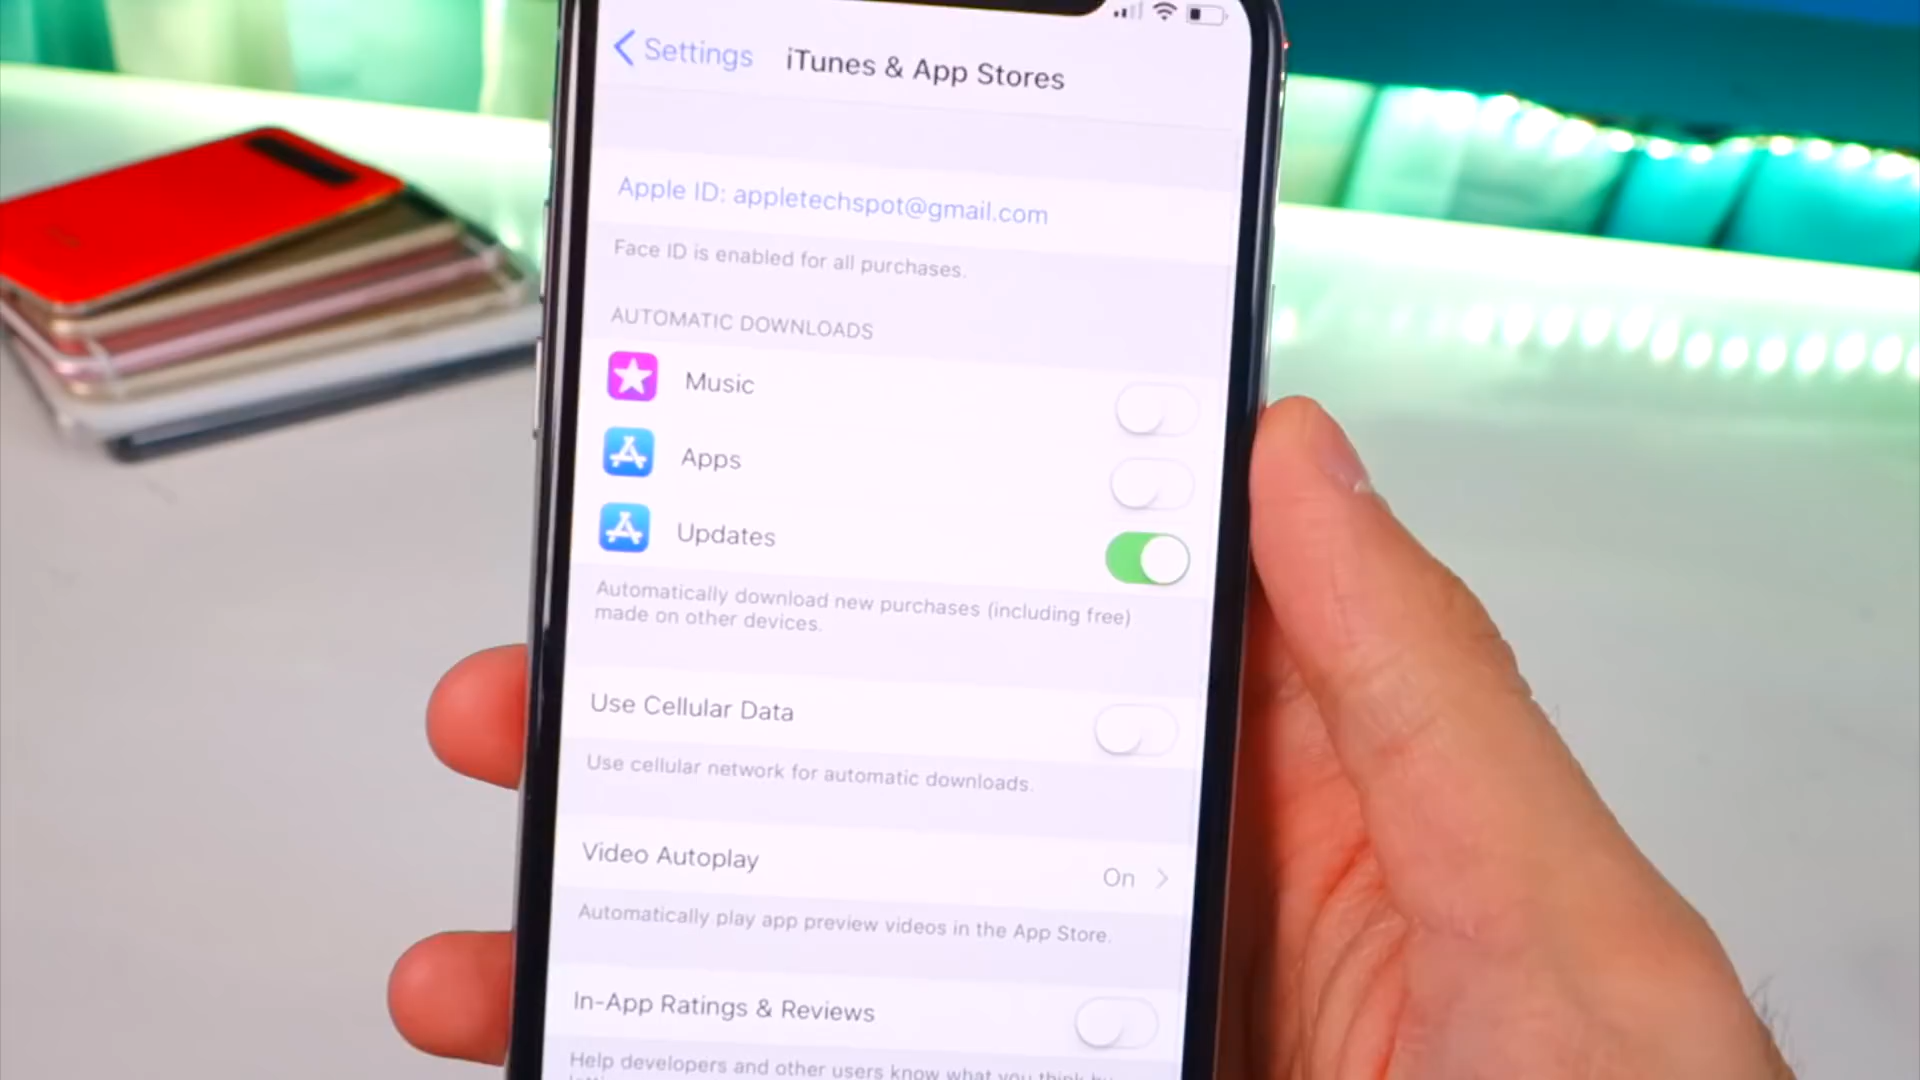 Settings
iTunes & App Stores
Apple ID: appletechspot@gmail.com
Face ID is enabled for all purchases.
AUTOMATIC DOWNLOADS
Music
Apps
Updates
Automatically download new purchases (including free)
made on other devices.
Use Cellular Data
Use cellular network for automatic downloads.
Video Autoplay
On
Automatically play app preview videos in the App Store.
In-App Ratings & Reviews
Help developers and other users know what you think by